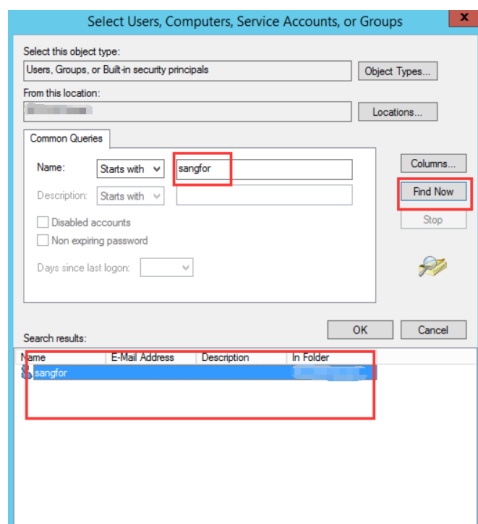 Select Users, Computers, Service Accounts, or Groups
x
Select this object type:
Users, Groups, or Built-in security principals
Object Types...
From this location:
Locations...
Common Queries
Name: Starts with sangfor
Columns...
Description: Starts with
Find Now
Disabled accounts
Stop
Non expiring password
Days since last logon:
OK Cancel
Search results:
Name E-Mail Address Description In Folder
sangfor